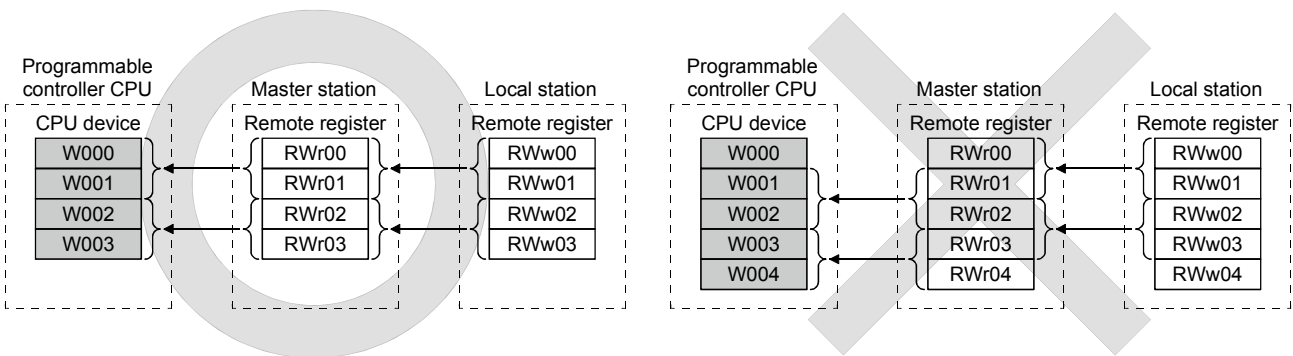 Programmable
controller CPU
Master station
Local station
CPU device
Remote register
Remote register
W000
RWr00
RWw00
W001
RWr01
RWw01
W002
RWr02
RWw02
W003
RWr03
RWw03
Programmable
controller CPU
Master station
Local station
CPU device
Remote register
Remote register
W000
RWr00
RWw00
W001
RWr01
RWw01
W002
RWr02
RWw02
W003
RWr03
RWw03
W004
RWr04
RWw04